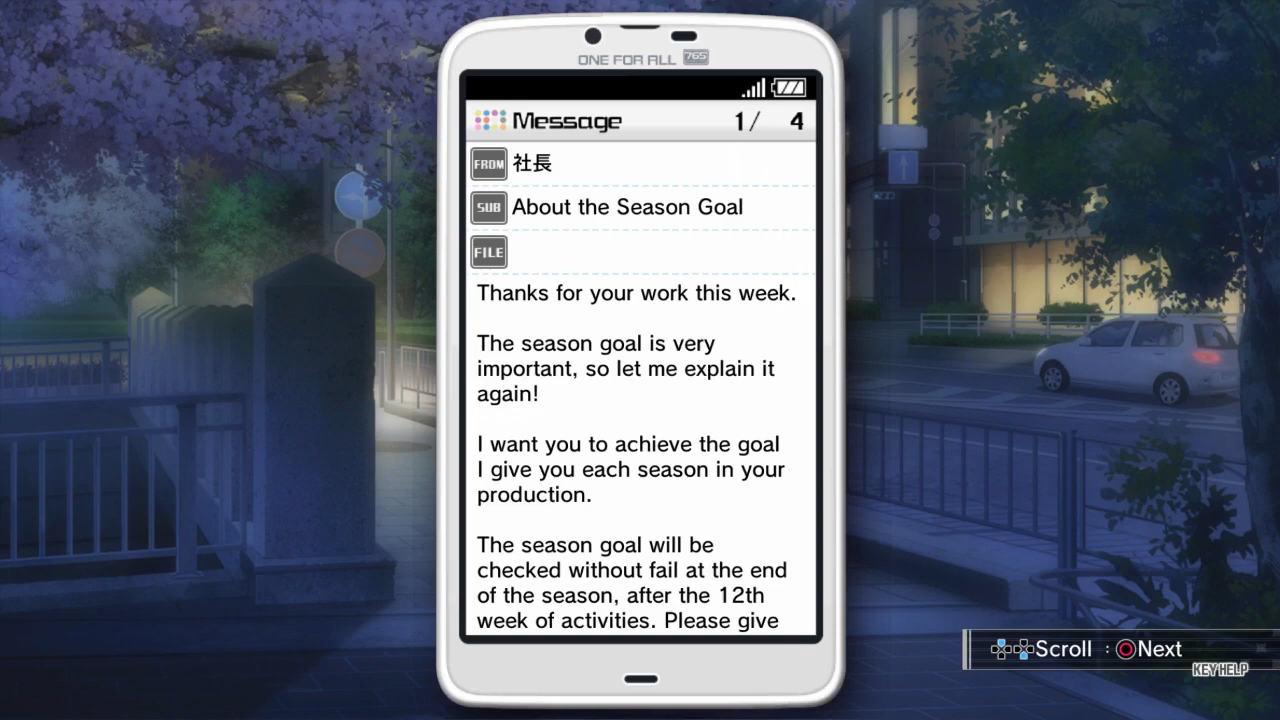 ONE FOR ALL 765
Message 1/ 4
FROM 社長
SUB About the Season Goal
FILE
Thanks for your work this week.
The season goal is very
important, so let me explain it
again!
I want you to achieve the goal
I give you each season in your
production.
The season goal will be
checked without fail at the end
of the season, after the 12th
week of activities. Please give
Scroll : Next
KEY HELP